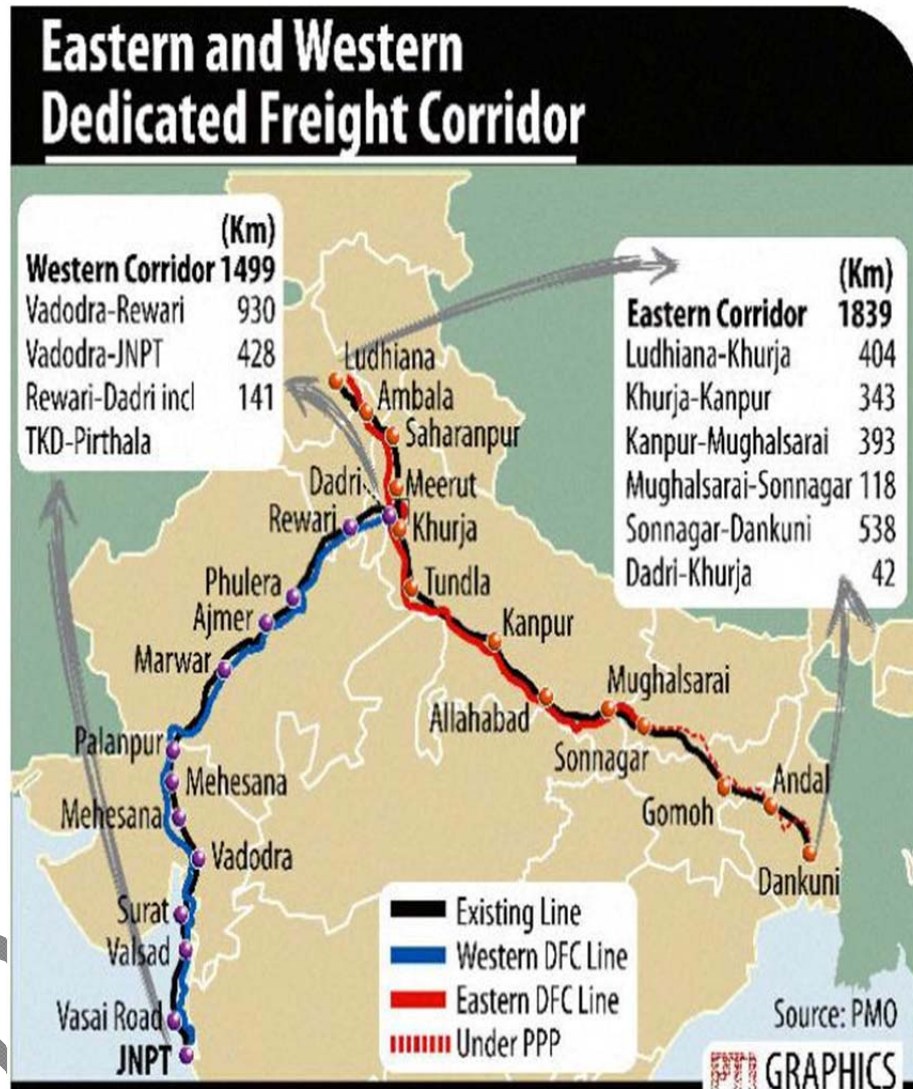 Eastern and Western
Dedicated Freight Corridor
(Km)
Western Corridor 1499
Vadodra-Rewari 930
Vadodra-JNPT 428
Rewari-Dadri incl 141
TKD-Pirthala
(Km)
Eastern Corridor 1839
Ludhiana-Khurja 404
Khurja-Kanpur 343
Kanpur-Mughalsarai 393
Mughalsarai-Sonnagar 118
Sonnagar-Dankuni 538
Dadri-Khurja 42
Ludhiana
Ambala
Saharanpur
Dadri
Meerut
Rewari
Khurja
Phulera
Tundla
Ajmer
Kanpur
Marwar
Mughalsarai
Allahabad
Palanpur
Sonnagar
Mehesana
Andal
Gomoh
Mehesana
Vadodra
Dankuni
Surat
Valsad
Vasai Road
JNPT
Existing Line
Western DFC Line
Eastern DFC Line
Under PPP
Source: PMO
PTI GRAPHICS